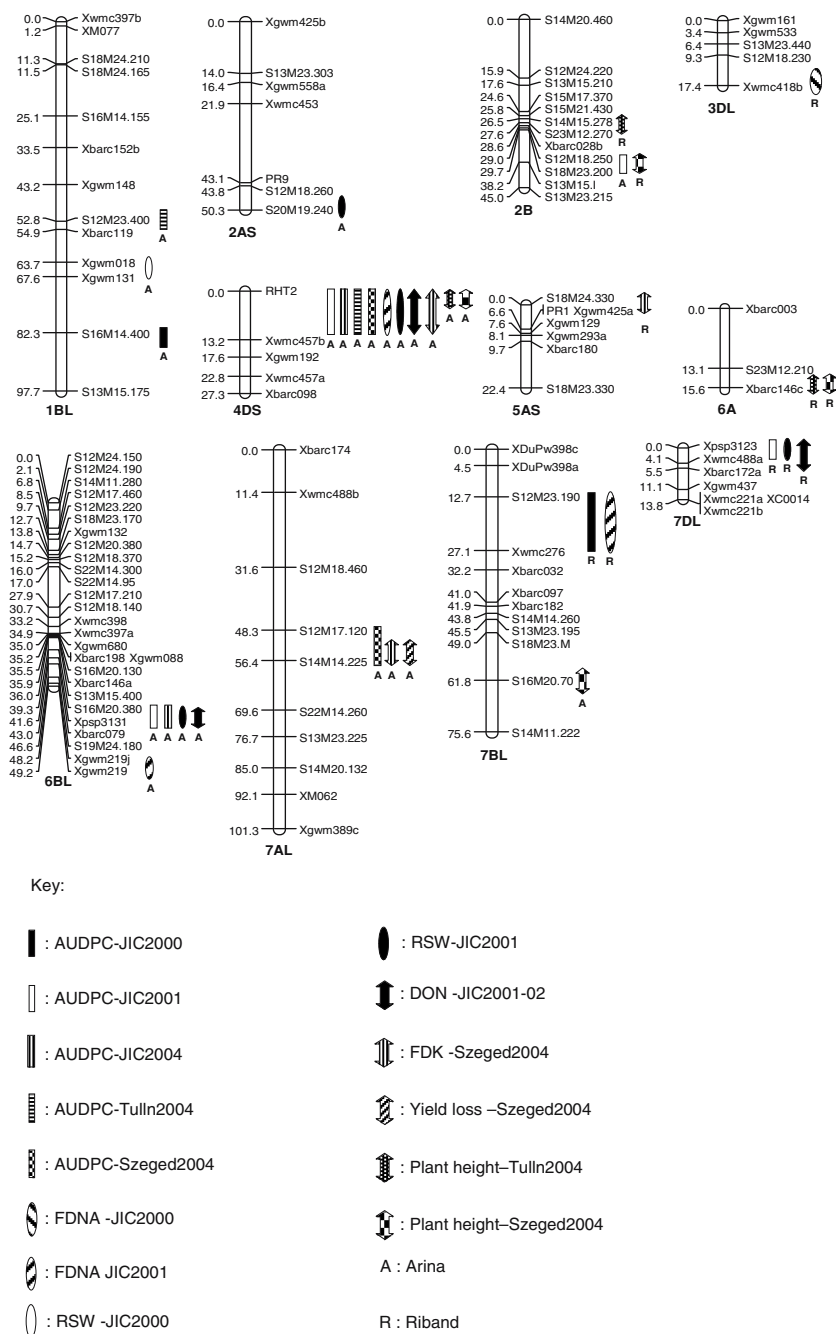 0.0 Xwmc397b
1.2 XM077
11.3 S18M24.210
11.5 S18M24.165
25.1 S16M14.155
33.5 Xbarc152b
43.2 Xgwm148
52.8 S12M23.400
54.9 Xbarc119
A
63.7 Xgwm018
67.6 Xgwm131
A
82.3 S16M14.400
A
97.7 S13M15.175
1BL
0.0 Xgwm425b
14.0 S13M23.303
16.4 Xgwm558a
21.9 Xwmc453
43.1 PR9
43.8 S12M18.260
50.3 S20M19.240
2AS
A
0.0 S14M20.460
15.9 S12M24.220
17.6 S13M15.210
24.6 S15M17.370
25.8 S15M21.430
26.5 S14M15.278
27.6 S23M12.270
R
28.6 Xbarc028b
29.0 S12M18.250
29.7 S18M23.200
38.2 S13M15.I
A R
45.0 S13M23.215
2B
0.0 Xgwm161
3.4 Xgwm533
6.4 S13M23.440
9.3 S12M18.230
17.4 Xwmc418b
3DL
R
0.0 RHT2
13.2 Xwmc457b
A A A A A A A A A A
17.6 Xgwm192
22.8 Xwmc457a
27.3 Xbarc098
4DS
0.0 S18M24.330
6.6 PR1 Xgwm425a
7.6 Xgwm129
R
8.1 Xgwm293a
9.7 Xbarc180
22.4 S18M23.330
5AS
0.0 Xbarc003
13.1 S23M12.210
15.6 Xbarc146c
6A
R R
0.0 S12M24.150
2.1 S12M24.190
6.8 S14M11.280
8.5 S12M17.460
9.7 S12M23.220
12.7 S18M23.170
13.8 Xgwm132
14.7 S12M20.380
15.2 S12M18.370
16.0 S22M14.300
17.0 S22M14.95
27.9 S12M17.210
30.7 S12M18.140
33.2 Xwmc398
34.9 Xwmc397a
35.0 Xgwm680
35.2 Xbarc198 Xgwm088
35.5 S16M20.130
35.9 Xbarc146a
36.0 S13M15.400
39.3 S16M20.380
41.6 Xpsp3131
43.0 Xbarc079
A A A A
46.6 S19M24.180
48.2 Xgwm219j
49.2 Xgwm219
6BL
A
0.0 Xbarc174
11.4 Xwmc488b
31.6 S12M18.460
48.3 S12M17.120
56.4 S14M14.225
A A A
69.6 S22M14.260
76.7 S13M23.225
85.0 S14M20.132
92.1 XM062
101.3 Xgwm389c
7AL
0.0 XDuPw398c
4.5 XDuPw398a
12.7 S12M23.190
27.1 Xwmc276
R R
32.2 Xbarc032
41.0 Xbarc097
41.9 Xbarc182
43.8 S14M14.260
45.5 S13M23.195
49.0 S18M23.M
61.8 S16M20.70
A
75.6 S14M11.222
7BL
0.0 Xpsp3123
4.1 Xwmc488a
5.5 Xbarc172a
R R R
11.1 Xgwm437
13.8 Xwmc221a XC0014
Xwmc221b
7DL
Key:
: AUDPC-JIC2000
: RSW-JIC2001
: AUDPC-JIC2001
: DON -JIC2001-02
: AUDPC-JIC2004
: FDK -Szeged2004
: AUDPC-Tulln2004
: Yield loss –Szeged2004
: AUDPC-Szeged2004
: Plant height–Tulln2004
: FDNA -JIC2000
: Plant height–Szeged2004
: FDNA JIC2001
A : Arina
: RSW -JIC2000
R : Riband